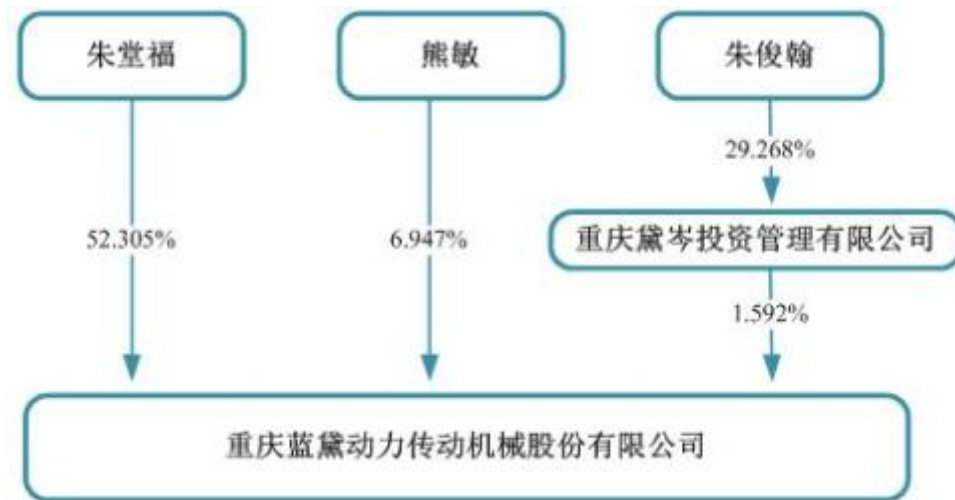 朱堂福
熊敏
朱俊翰
29.268%
52.305%
6.947%
重庆黛岑投资管理有限公司
1.592%
重庆蓝黛动力传动机械股份有限公司